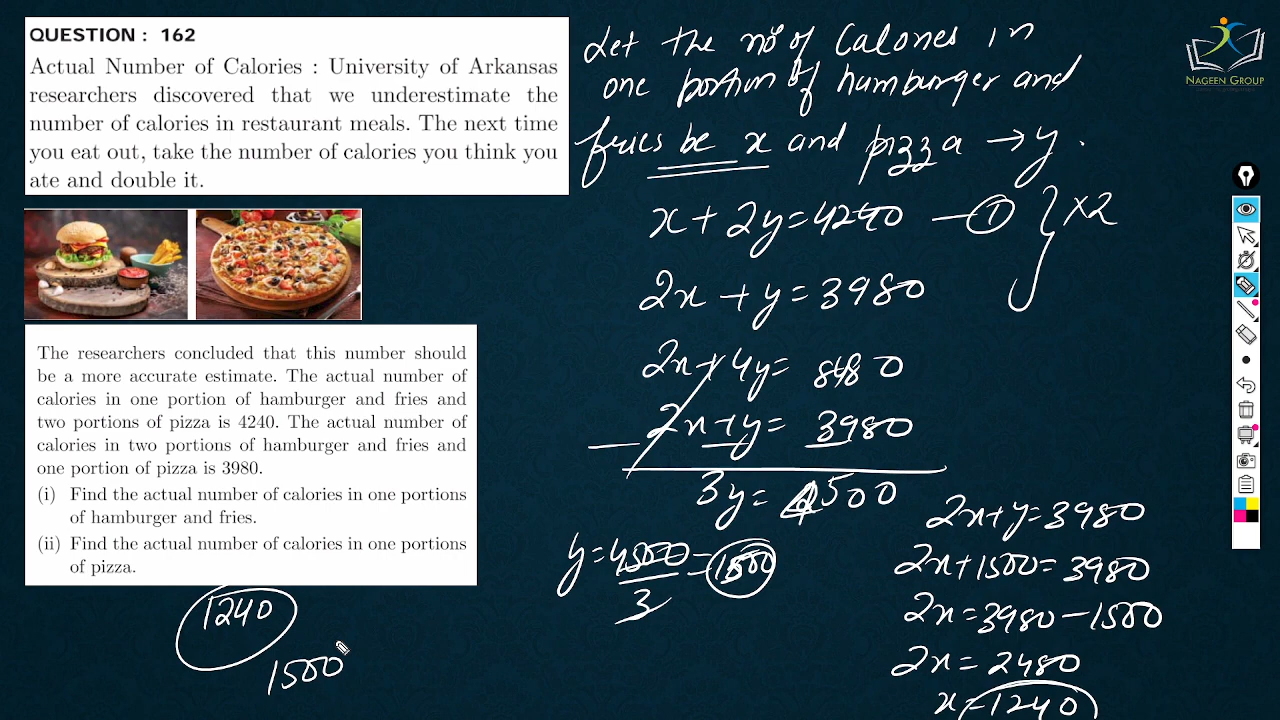 QUESTION : 162
Actual Number of Calories : University of Arkansas
researchers discovered that we underestimate the
number of calories in restaurant meals. The next time
you eat out, take the number of calories you think you
ate and double it.
The researchers concluded that this number should
be a more accurate estimate. The actual number of
calories in one portion of hamburger and fries and
two portions of pizza is 4240. The actual number of
calories in two portions of hamburger and fries and
one portion of pizza is 3980.
(i) Find the actual number of calories in one portions
of hamburger and fries.
(ii) Find the actual number of calories in one portions
of pizza.
1240
1500
Let the no of Calories in
one portion of humburger and
fries be x and pizza → y.
x + 2y = 4240 — ① } ×2
2x + y = 3980
2x + 4y = 8480
2x + y = 3980
3y = 4500
y = 4500 = 1500
3
2x + y = 3980
2x + 1500 = 3980
2x = 3980 - 1500
2x = 2480
x = 1240
NAGEEN GROUP